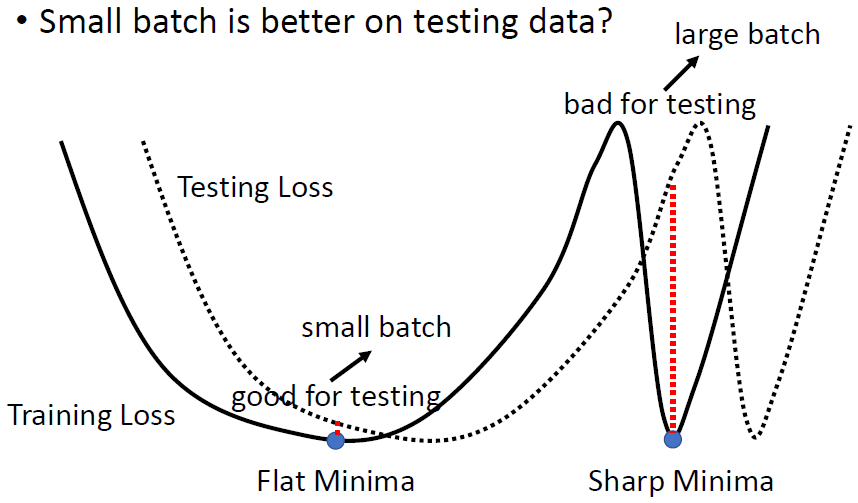 • Small batch is better on testing data?
large batch
bad for testing
Testing Loss
small batch
good for testing
Training Loss
Flat Minima
Sharp Minima